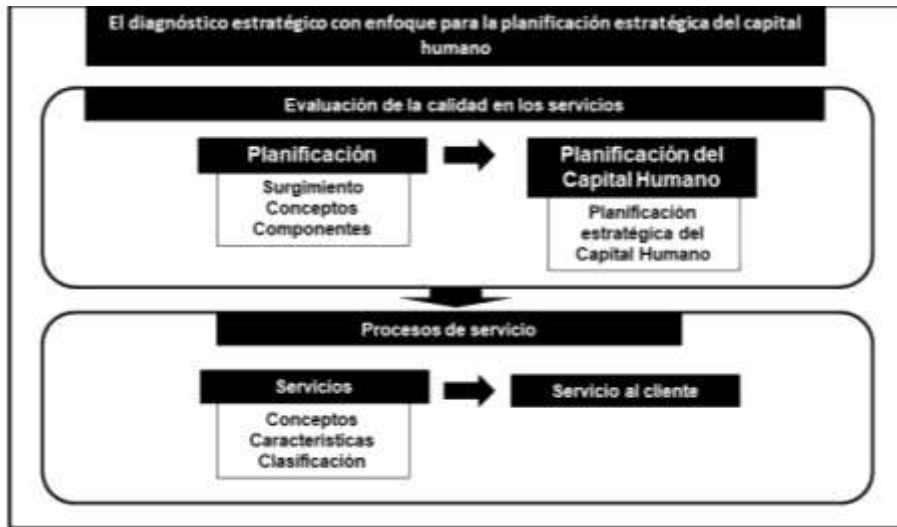 El diagnóstico estratégico con enfoque para la planificación estratégica del capital
humano
Evaluación de la calidad en los servicios
Planificación
Surgimiento
Conceptos
Componentes
Planificación del
Capital Humano
Planificación
estratégica del
Capital Humano
Procesos de servicio
Servicios
Conceptos
Características
Clasificación
Servicio al cliente